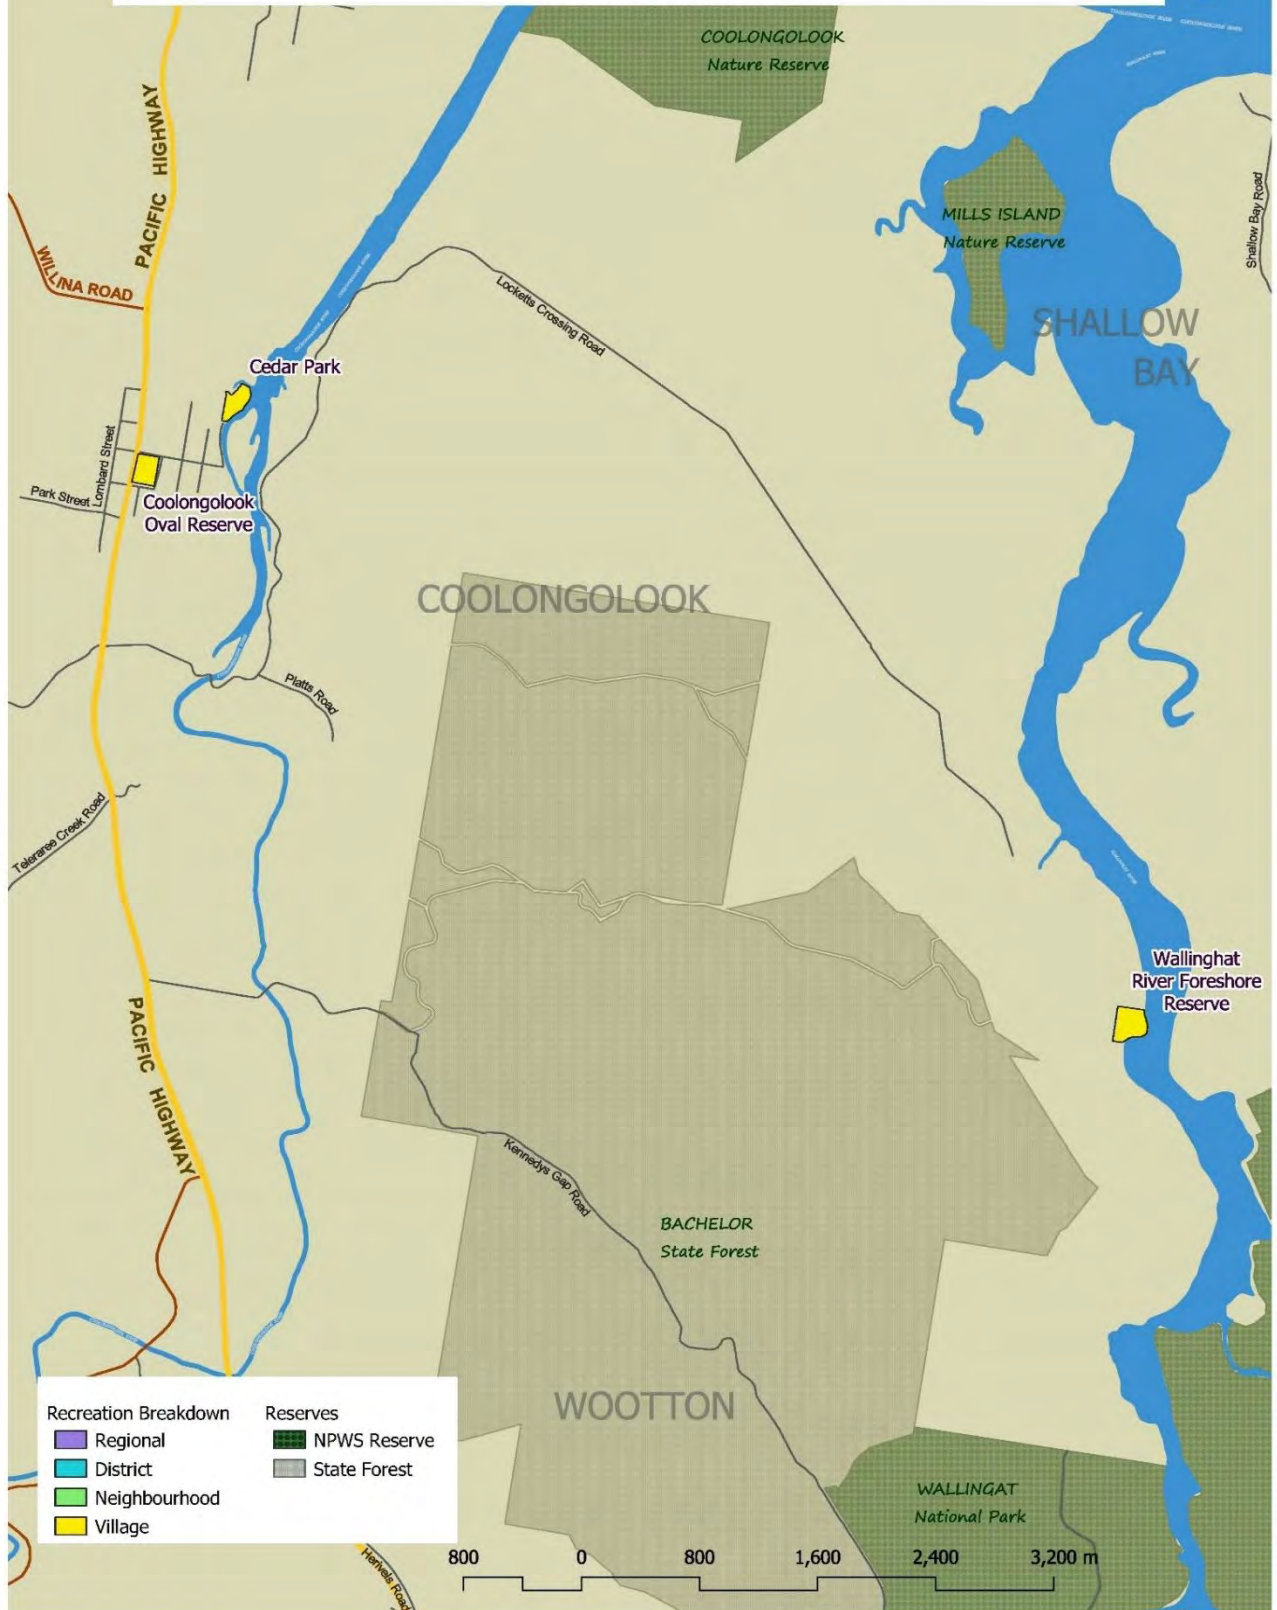 COOLONGOLOOK
Nature Reserve
PACIFIC HIGHWAY
Shallow Bay Road
MILLS ISLAND
Nature Reserve
WILLINA ROAD
Locketts Crossing Road
SHALLOW
BAY
Cedar Park
Lombard Street
Park Street
Coolongolook
Oval Reserve
COOLONGOLOOK
Platts Road
Teleraree Creek Road
Wallinghat
River Foreshore
Reserve
PACIFIC HIGHWAY
Kennedys Gap Road
BACHELOR
State Forest
WOOTTON
Recreation Breakdown
Regional
District
Neighbourhood
Village
Reserves
NPWS Reserve
State Forest
WALLINGAT
National Park
Herivels Road
800 0 800 1,600 2,400 3,200 m